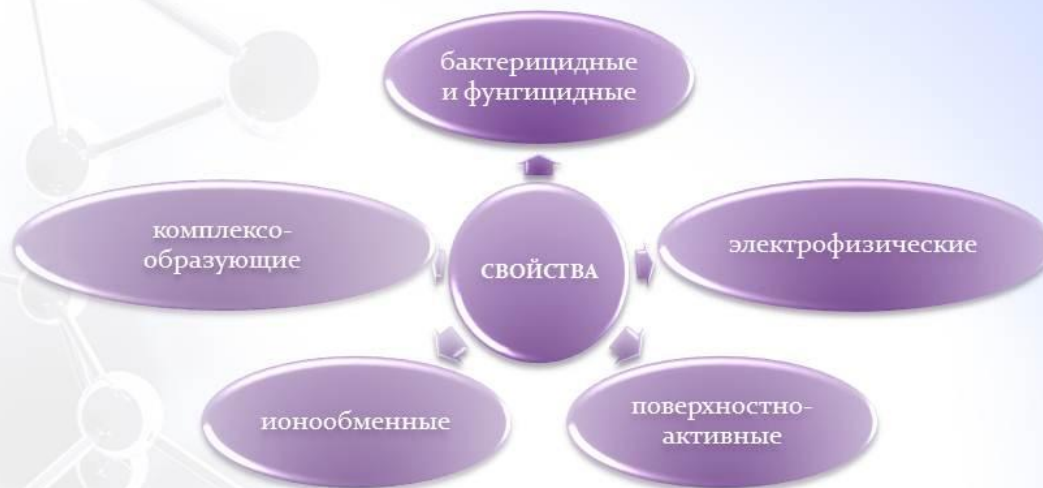 бактерицидные
и фунгицидные
комплексо-
образующие
СВОЙСТВА
электрофизические
ионообменные
поверхностно-
активные